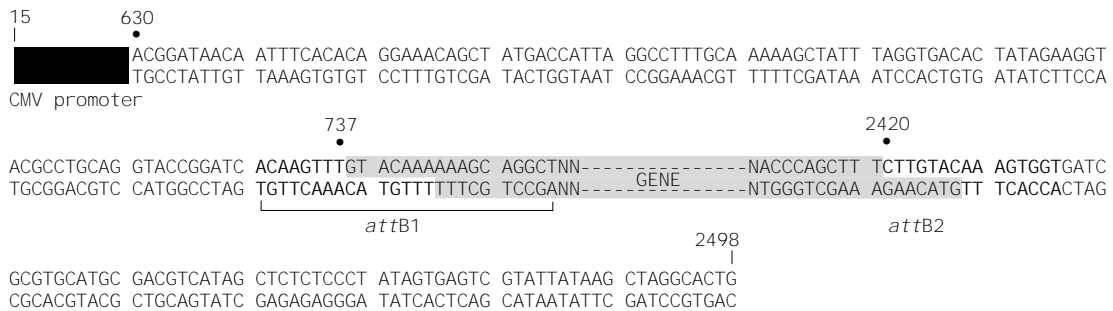 15 630
ACGGATAACA ATTTCACACA GGAAACAGCT ATGACCATTA GGCCTTTGCA AAAAGCTATT TAGGTGACAC TATAGAAGGT
TGCCTATTGT TAAAGTGTGT CCTTTGTCGA TACTGGTAAT CCGGAAACGT TTTTCGATAA ATCCACTGTG ATATCTTCCA
CMV promoter
737 2420
ACGCCTGCAG GTACCGGATC ACAAGTTTGT ACAAAAAAGC AGGCTNN---------------NACCCAGCTTT TCTTGTACAA AGTGGTGATC
TGCGGACGTC CATGGCCTAG TGTTCAAACA TGTTTTTTCG TCCGANN-----GENE------NTGGGTCGAAA AGAACATGTT TCACCACTAG
attB1 attB2
2498
GCGTGCATGC GACGTCATAG CTCTCTCCCT ATAGTGAGTC GTATTATAAG CTAGGCACTG
CGCACGTACG CTGCAGTATC GAGAGAGGGA TATCACTCAG CATAATATTC GATCCGTGAC